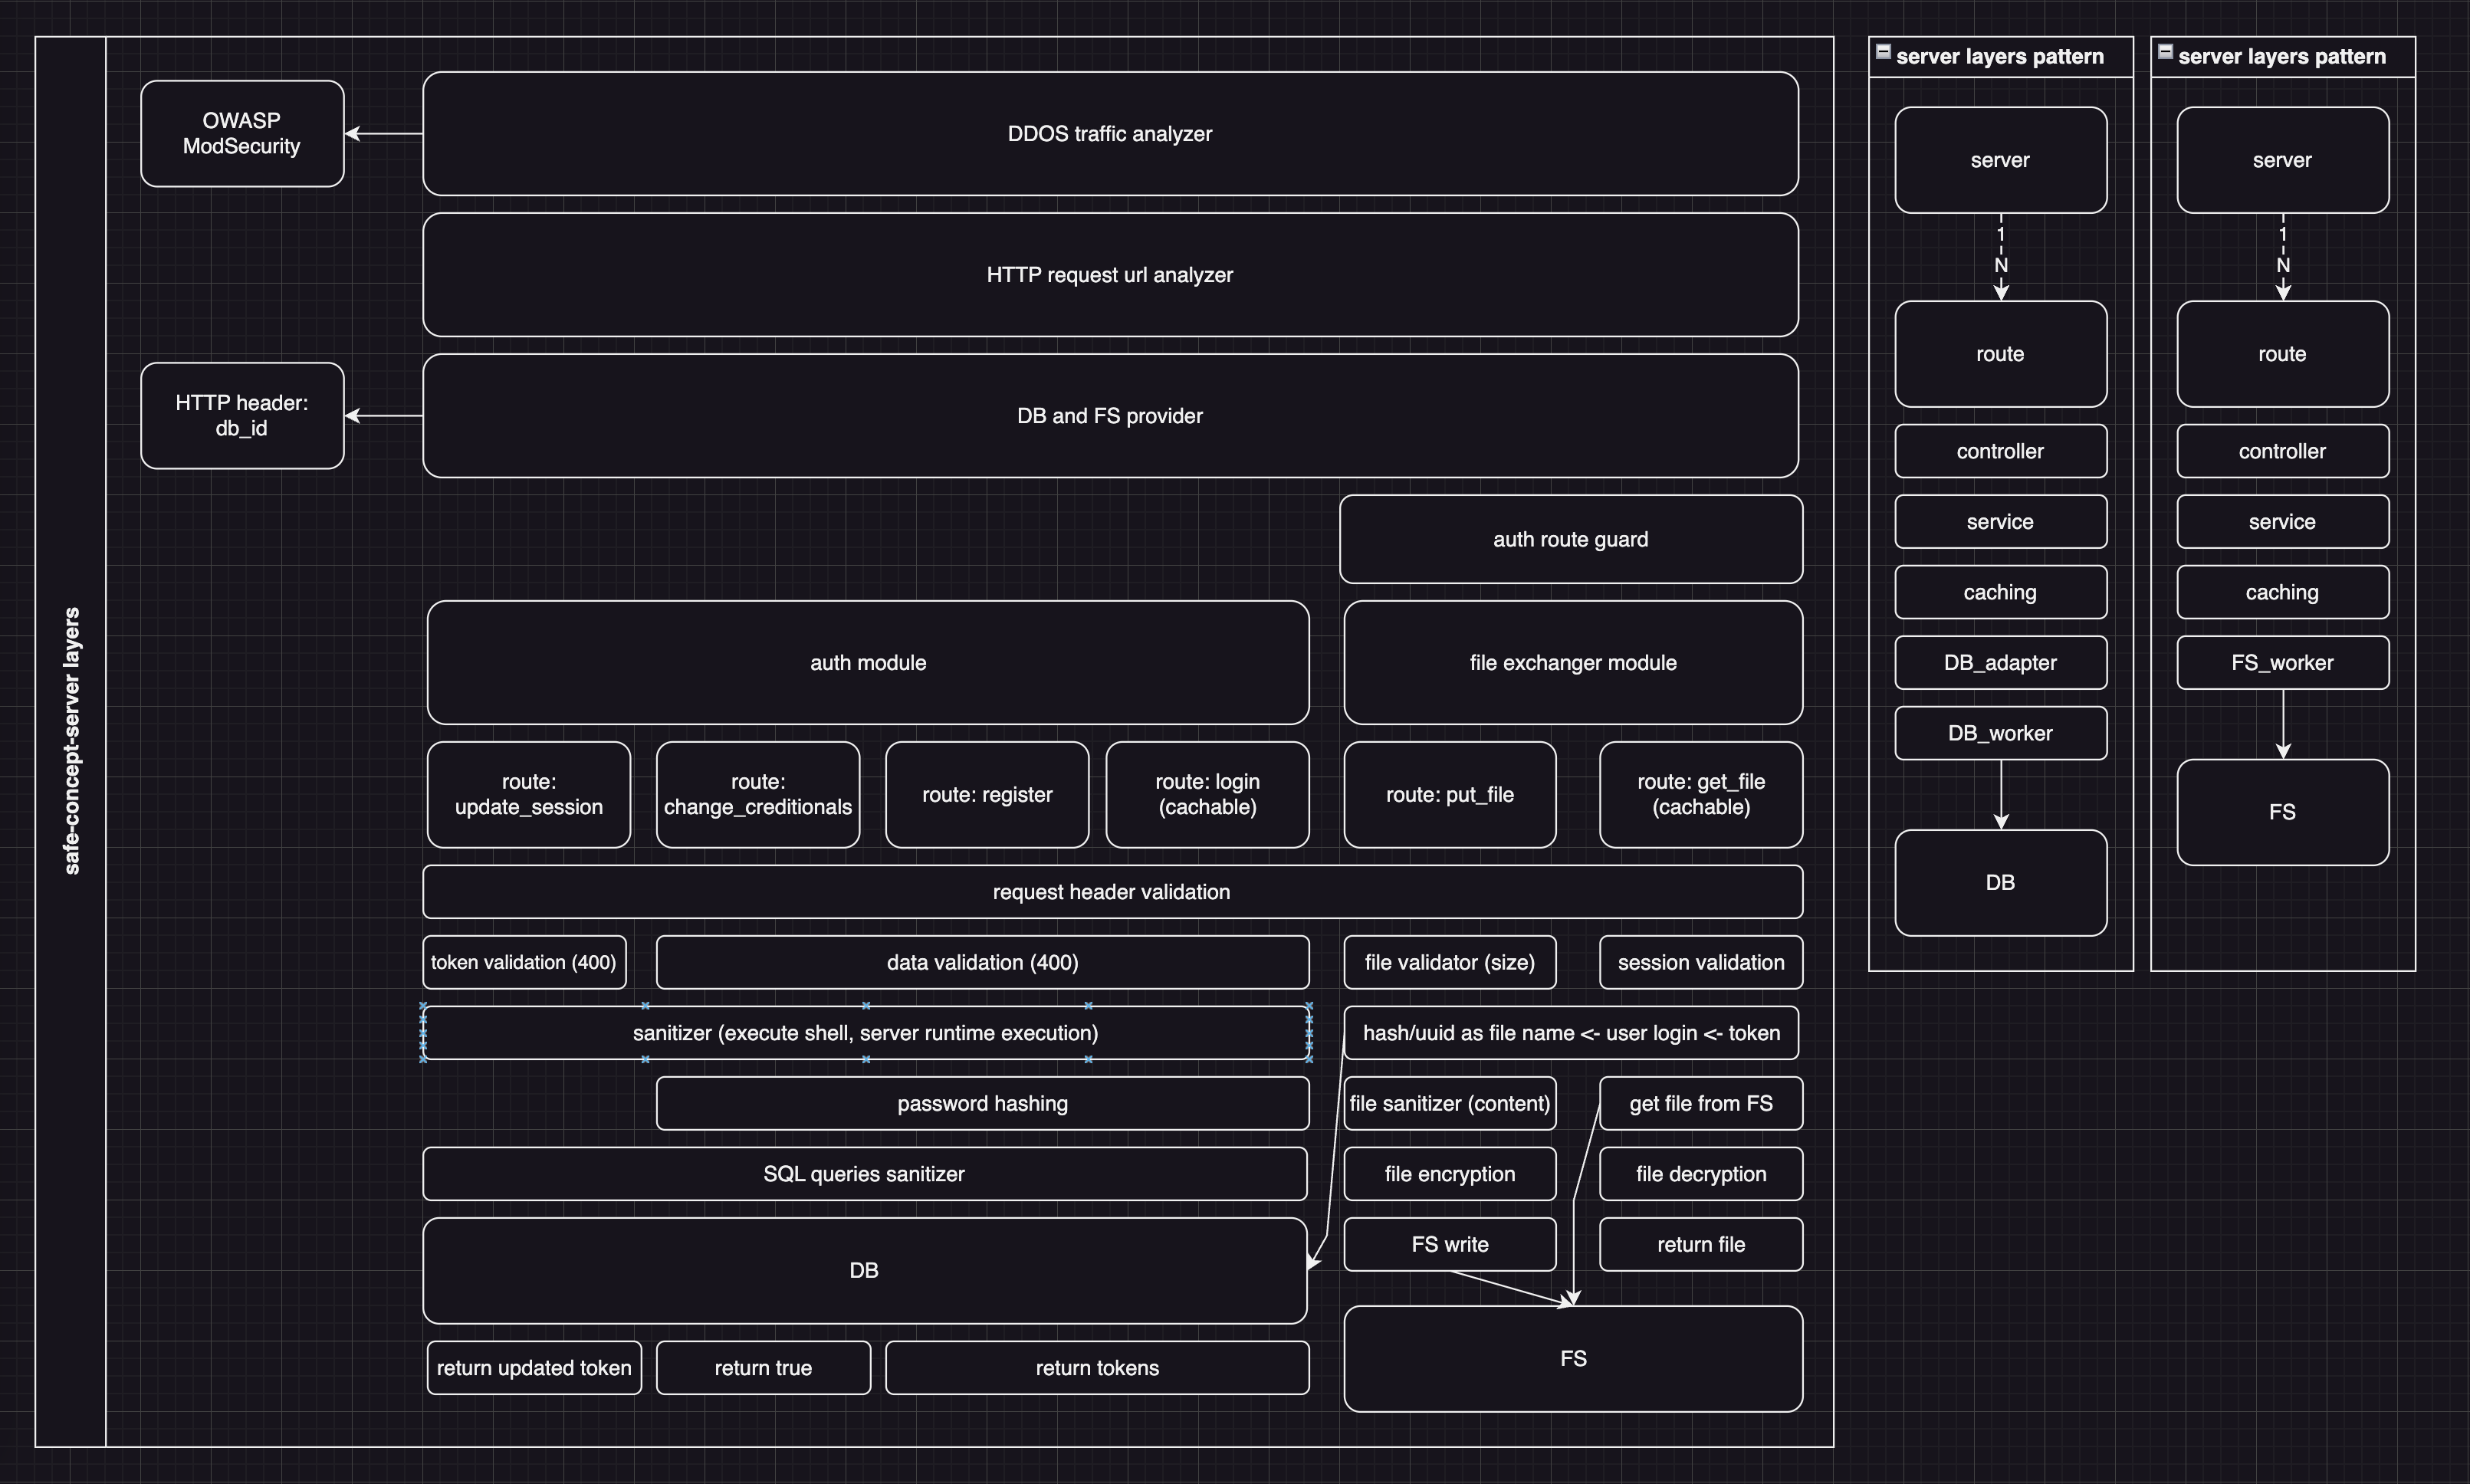 safe-concept-server layers
OWASP
ModSecurity
DDOS traffic analyzer
HTTP request url analyzer
HTTP header:
db_id
DB and FS provider
auth route guard
auth module
file exchanger module
route:
update_session
route:
change_creditionals
route: register
route: login
(cachable)
route: put_file
route: get_file
(cachable)
request header validation
token validation (400)
data validation (400)
file validator (size)
session validation
sanitizer (execute shell, server runtime execution)
hash/uuid as file name <- user login <- token
password hashing
file sanitizer (content)
get file from FS
SQL queries sanitizer
file encryption
file decryption
DB
FS write
return file
return updated token
return true
return tokens
FS
server layers pattern
server
1
N
route
controller
service
caching
DB_adapter
DB_worker
DB
server layers pattern
server
1
N
route
controller
service
caching
FS_worker
FS